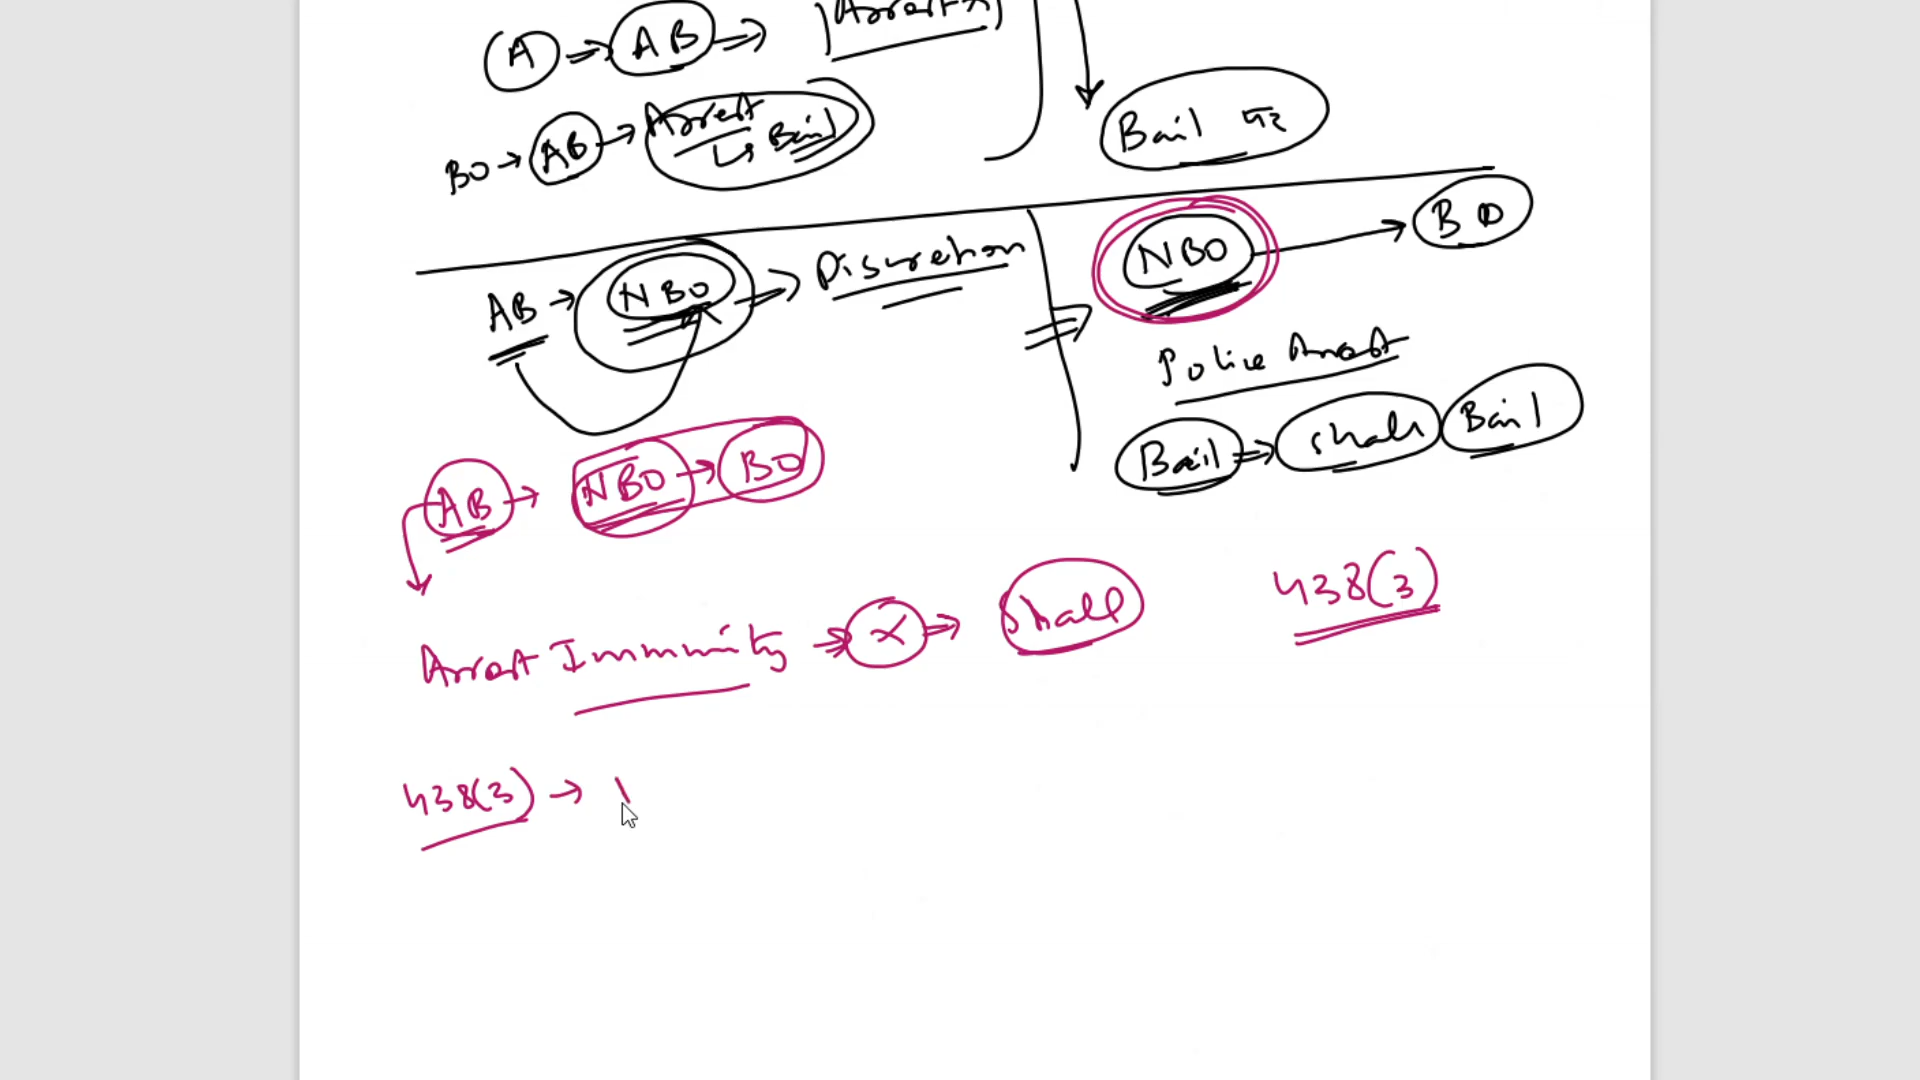 A → AB ⇒ Arrest X
BO → AB → Arrest
↳ Bail
Bail
AB → NBO ⇒ Discretion
NBO → BO
Police Arrest
Bail ⇒ shall Bail
AB → NBO → BO
Arrest Immunity ⇒ X ⇒ Shall
438(3)
438(3) →